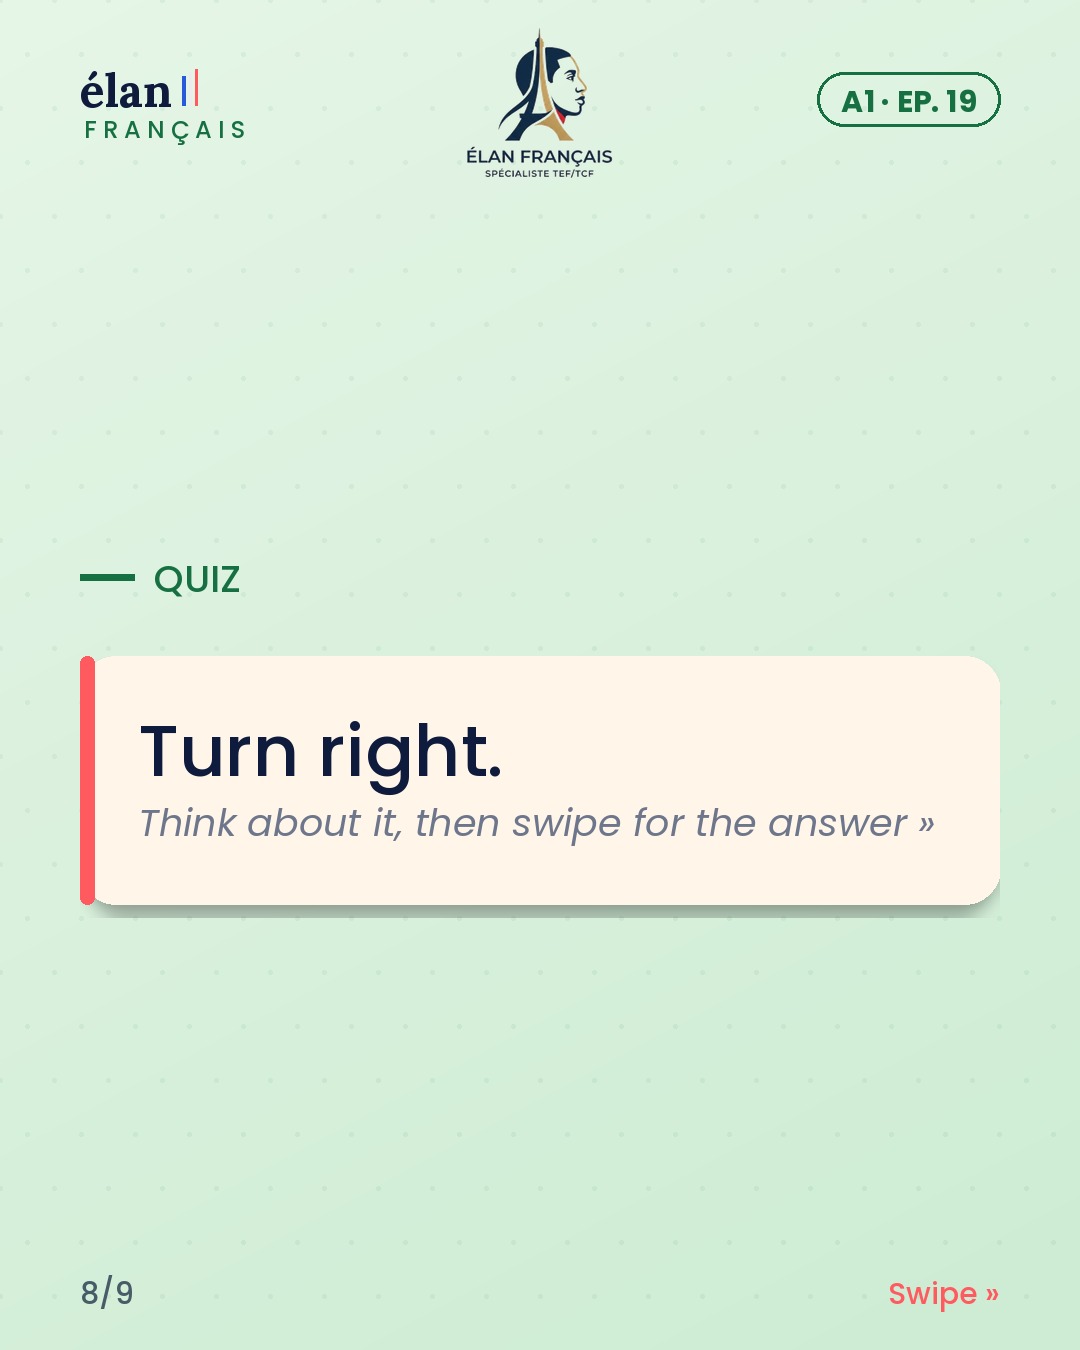 élan
FRANÇAIS
ÉLAN FRANÇAIS
SPÉCIALISTE TEF/TCF
A1 · EP. 19
QUIZ
Turn right.
Think about it, then swipe for the answer »
8/9
Swipe »